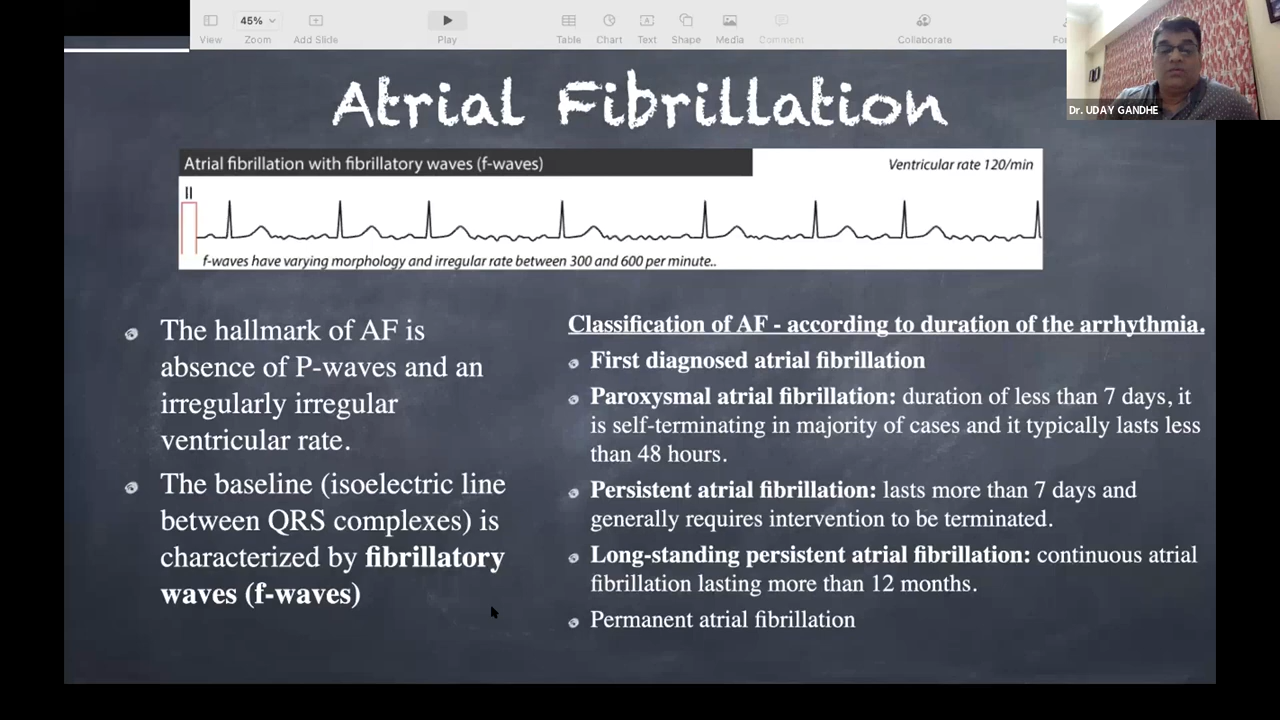 45%
View
Zoom
Add Slide
Play
Table
Chart
Text
Shape
Media
Comment
Collaborate
Dr. UDAY GANDHE
Atrial Fibrillation
Atrial fibrillation with fibrillatory waves (f-waves)
Ventricular rate 120/min
II
f-waves have varying morphology and irregular rate between 300 and 600 per minute..
The hallmark of AF is
absence of P-waves and an
irregularly irregular
ventricular rate.
The baseline (isoelectric line
between QRS complexes) is
characterized by fibrillatory
waves (f-waves)
Classification of AF - according to duration of the arrhythmia.
First diagnosed atrial fibrillation
Paroxysmal atrial fibrillation: duration of less than 7 days, it
is self-terminating in majority of cases and it typically lasts less
than 48 hours.
Persistent atrial fibrillation: lasts more than 7 days and
generally requires intervention to be terminated.
Long-standing persistent atrial fibrillation: continuous atrial
fibrillation lasting more than 12 months.
Permanent atrial fibrillation